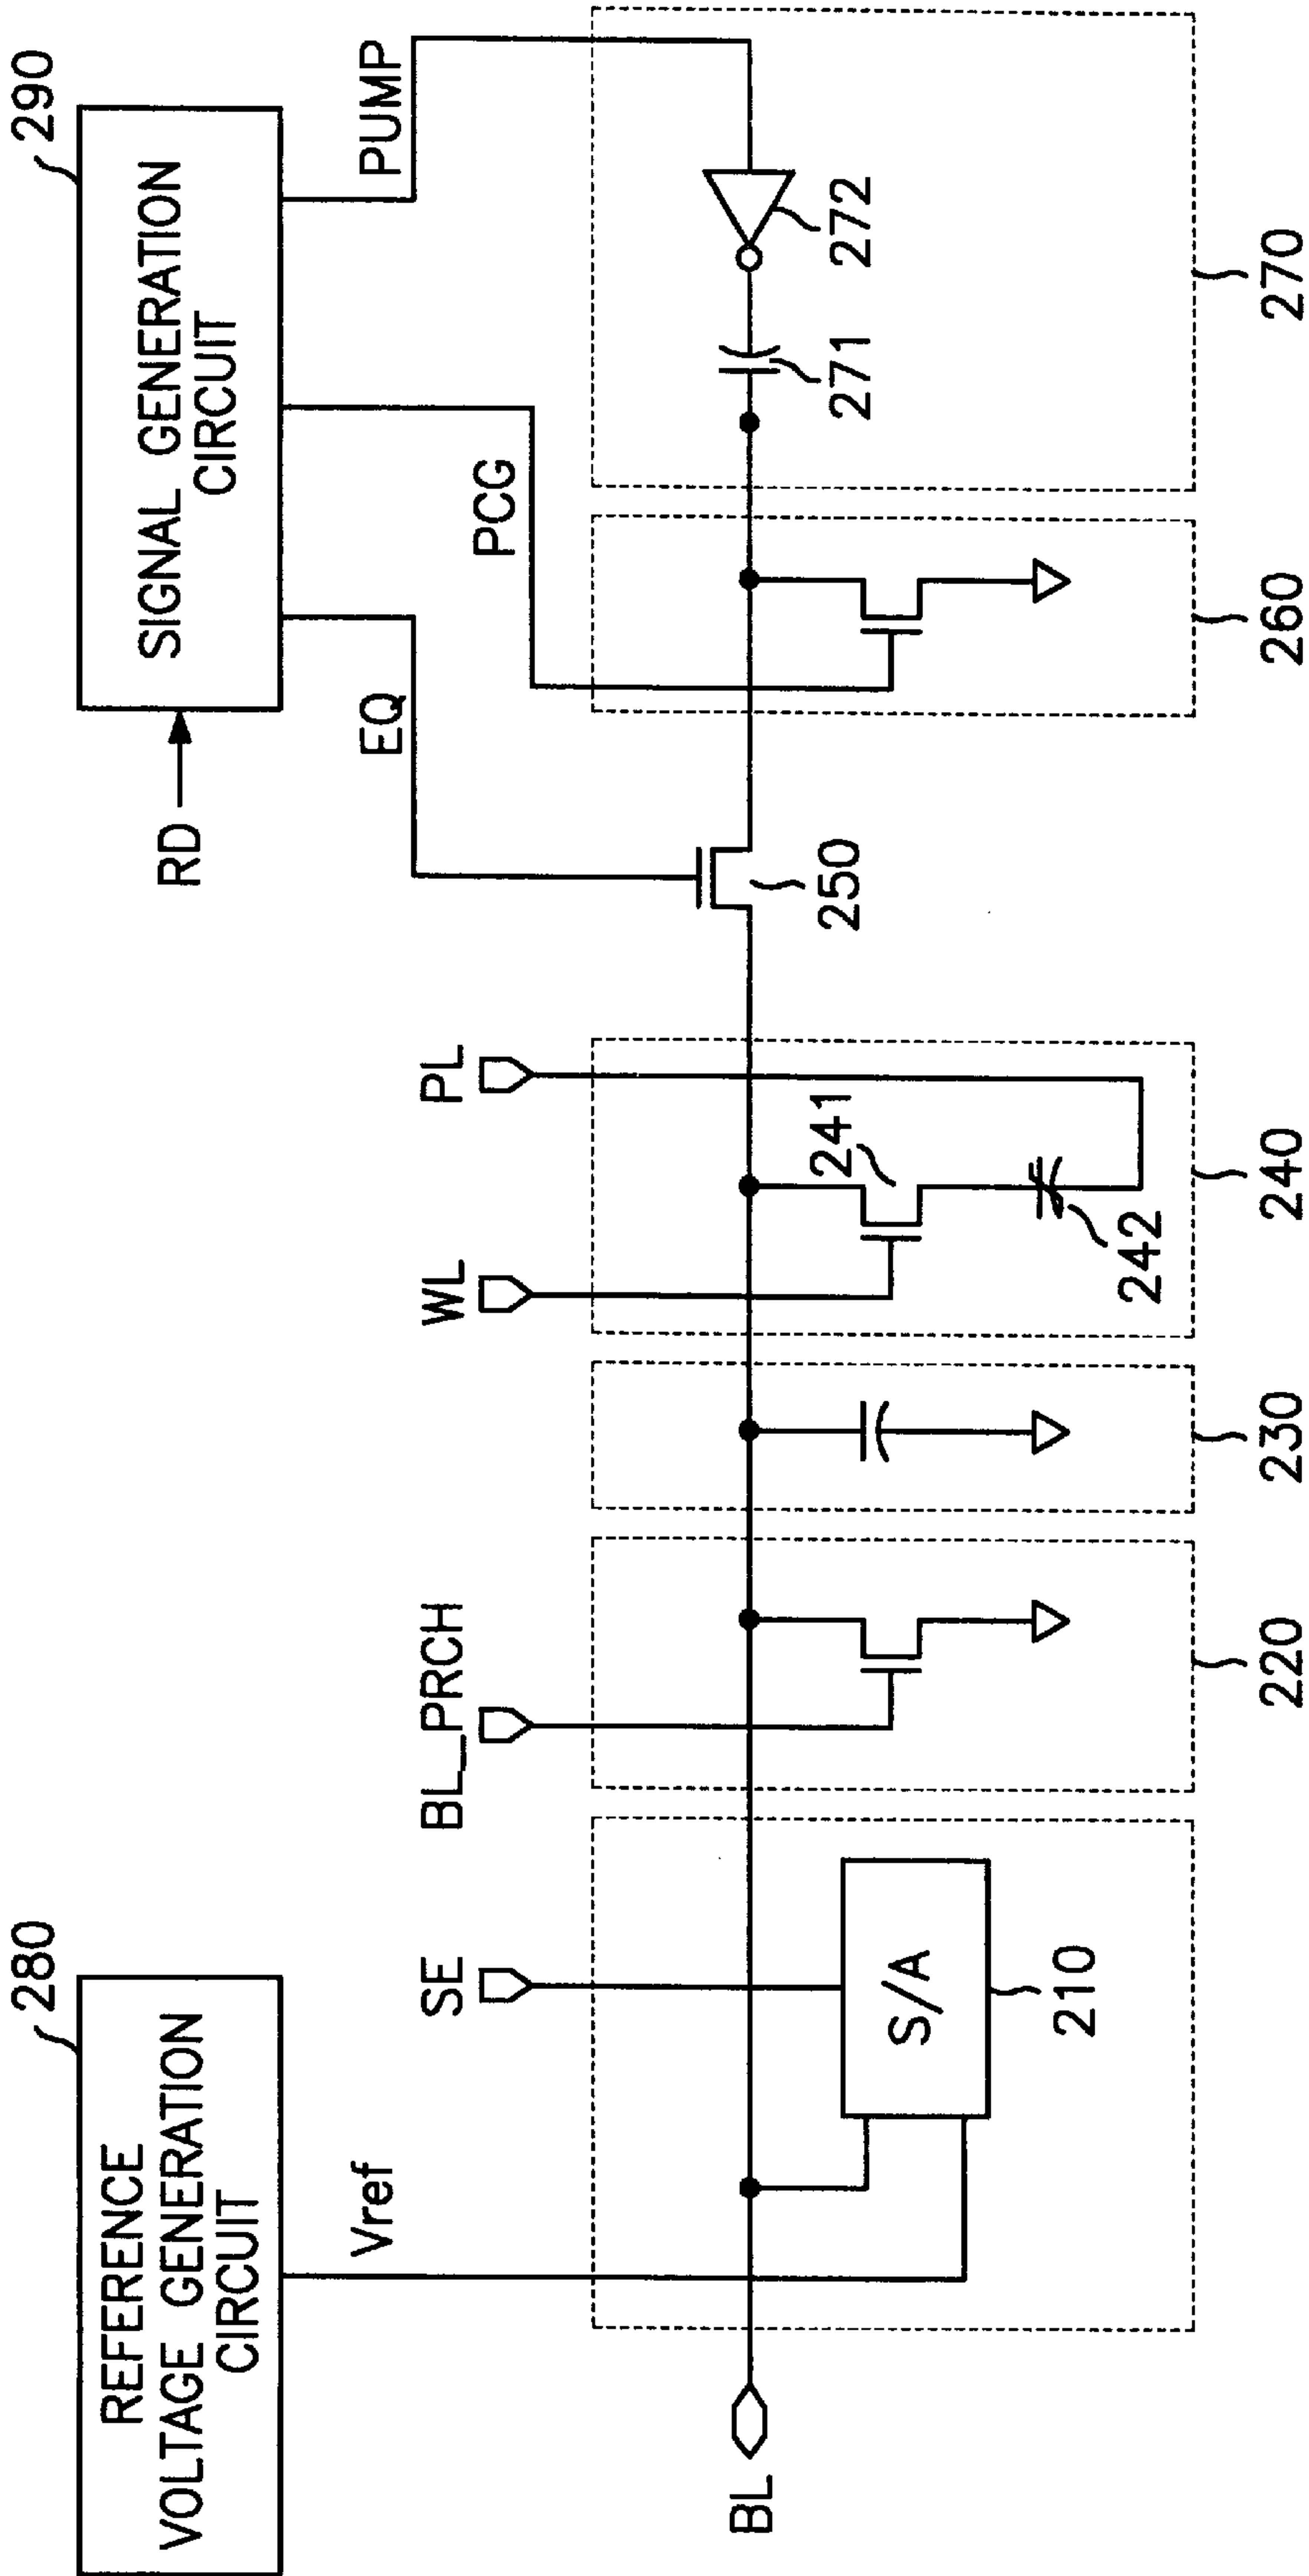 REFERENCE
VOLTAGE GENERATION
CIRCUIT
280
Vref
SIGNAL GENERATION
CIRCUIT
290
RD
EQ
PCG
PUMP
SE
BL_PRCH
WL
PL
BL
S/A
210
220
230
241
242
240
250
260
271
272
270